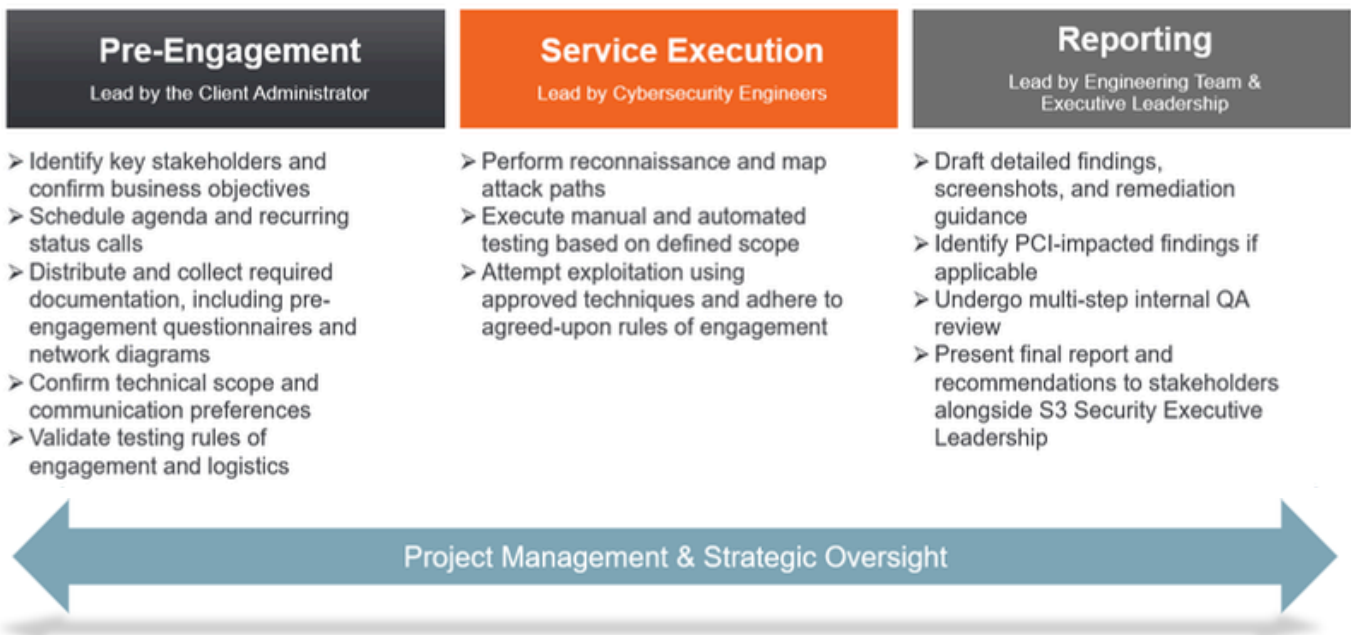 Pre-Engagement
Lead by the Client Administrator
➢ Identify key stakeholders and
confirm business objectives
➢ Schedule agenda and recurring
status calls
➢ Distribute and collect required
documentation, including pre-
engagement questionnaires and
network diagrams
➢ Confirm technical scope and
communication preferences
➢ Validate testing rules of
engagement and logistics
Service Execution
Lead by Cybersecurity Engineers
➢ Perform reconnaissance and map
attack paths
➢ Execute manual and automated
testing based on defined scope
➢ Attempt exploitation using
approved techniques and adhere to
agreed-upon rules of engagement
Reporting
Lead by Engineering Team &
Executive Leadership
➢ Draft detailed findings,
screenshots, and remediation
guidance
➢ Identify PCI-impacted findings if
applicable
➢ Undergo multi-step internal QA
review
➢ Present final report and
recommendations to stakeholders
alongside S3 Security Executive
Leadership
Project Management & Strategic Oversight